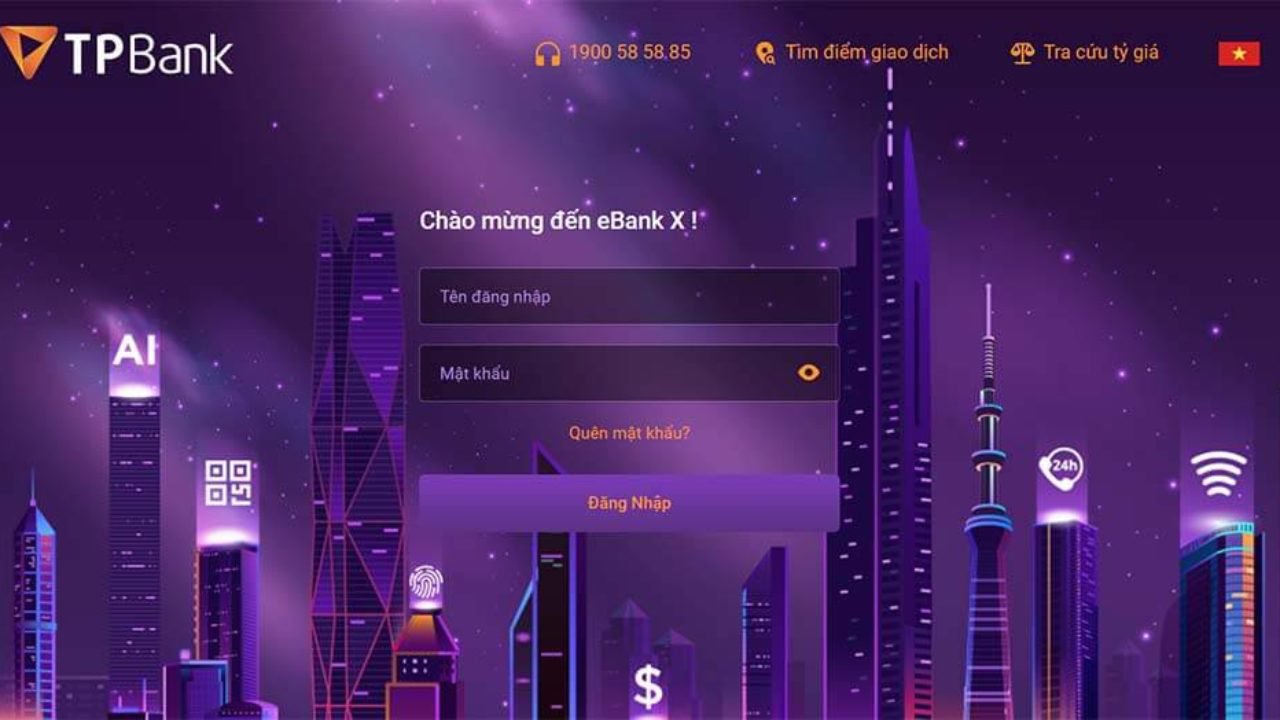 TPBank
1900 58 58 85
Tìm điểm giao dịch
Tra cứu tỷ giá
Chào mừng đến eBank X !
Tên đăng nhập
Mật khẩu
Quên mật khẩu?
Đăng Nhập
AI
24h
$